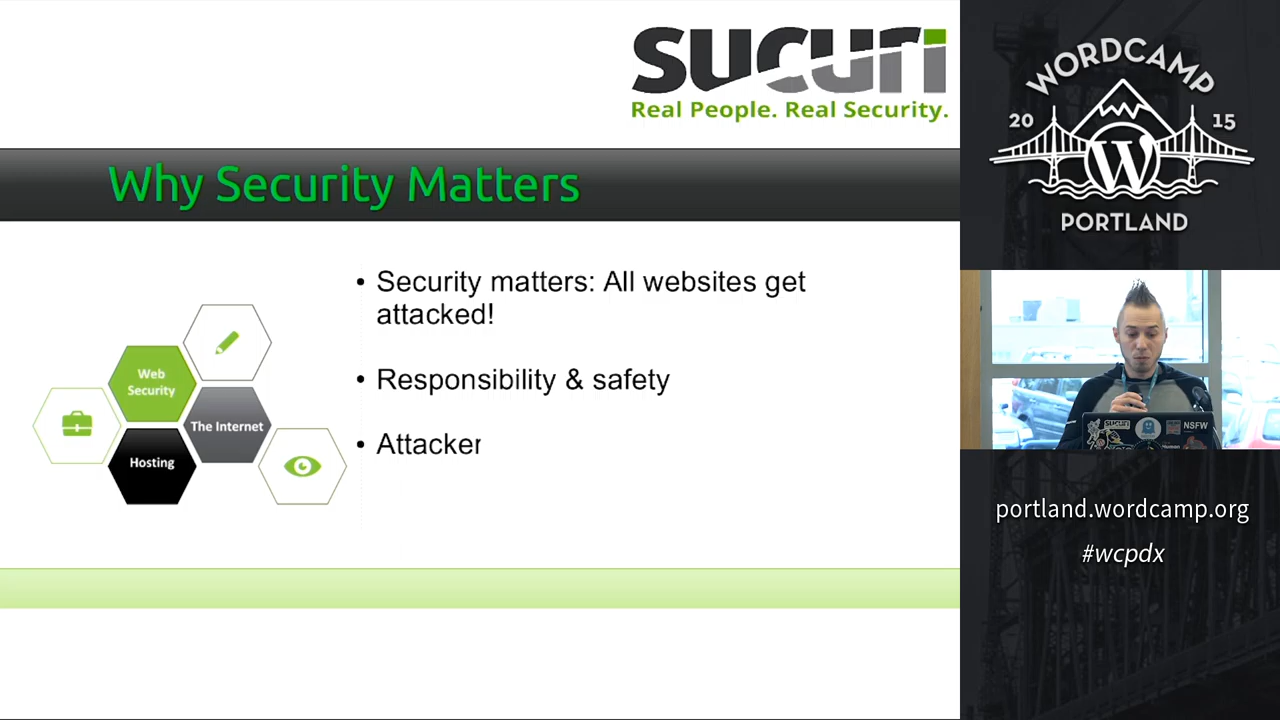 sucuri
Real People. Real Security.
Why Security Matters
• Security matters: All websites get
attacked!
• Responsibility & safety
• Attacker
Web
Security
The Internet
Hosting
WORDCAMP
20 15
W
PORTLAND
SUCURI
NSFW
portland.wordcamp.org
#wcpdx